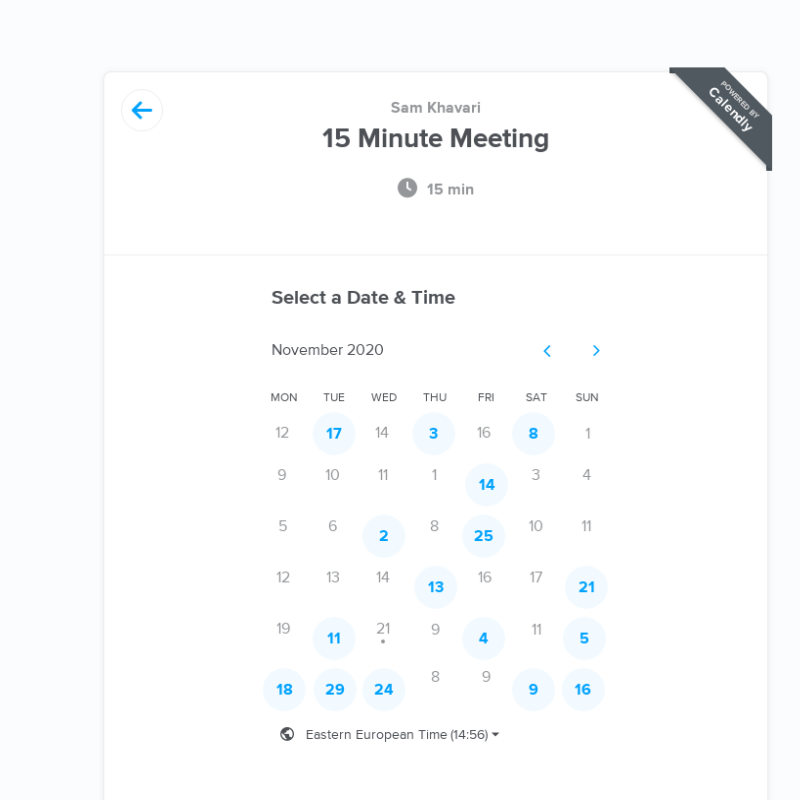 POWERED BY
Calendly
Sam Khavari
15 Minute Meeting
15 min
Select a Date & Time
November 2020
MON TUE WED THU FRI SAT SUN
12 17 14 3 16 8 1
9 10 11 1 14 3 4
5 6 2 8 25 10 11
12 13 14 13 16 17 21
19 11 21 9 4 11 5
18 29 24 8 9 9 16
Eastern European Time (14:56)